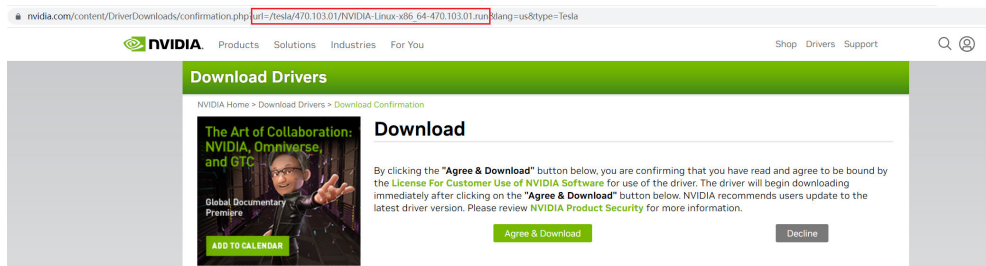 nvidia.com/content/DriverDownloads/confirmation.php?url=/tesla/470.103.01/NVIDIA-Linux-x86_64-470.103.01.run&lang=us&type=Tesla
NVIDIA. Products Solutions Industries For You Shop Drivers Support
Download Drivers
NVIDIA Home > Download Drivers > Download Confirmation
The Art of Collaboration:
NVIDIA, Omniverse,
and GTC
Global Documentary
Premiere
ADD TO CALENDAR
Download
By clicking the "Agree & Download" button below, you are confirming that you have read and agree to be bound by
the License For Customer Use of NVIDIA Software for use of the driver. The driver will begin downloading
immediately after clicking on the "Agree & Download" button below. NVIDIA recommends users update to the
latest driver version. Please review NVIDIA Product Security for more information.
Agree & Download Decline